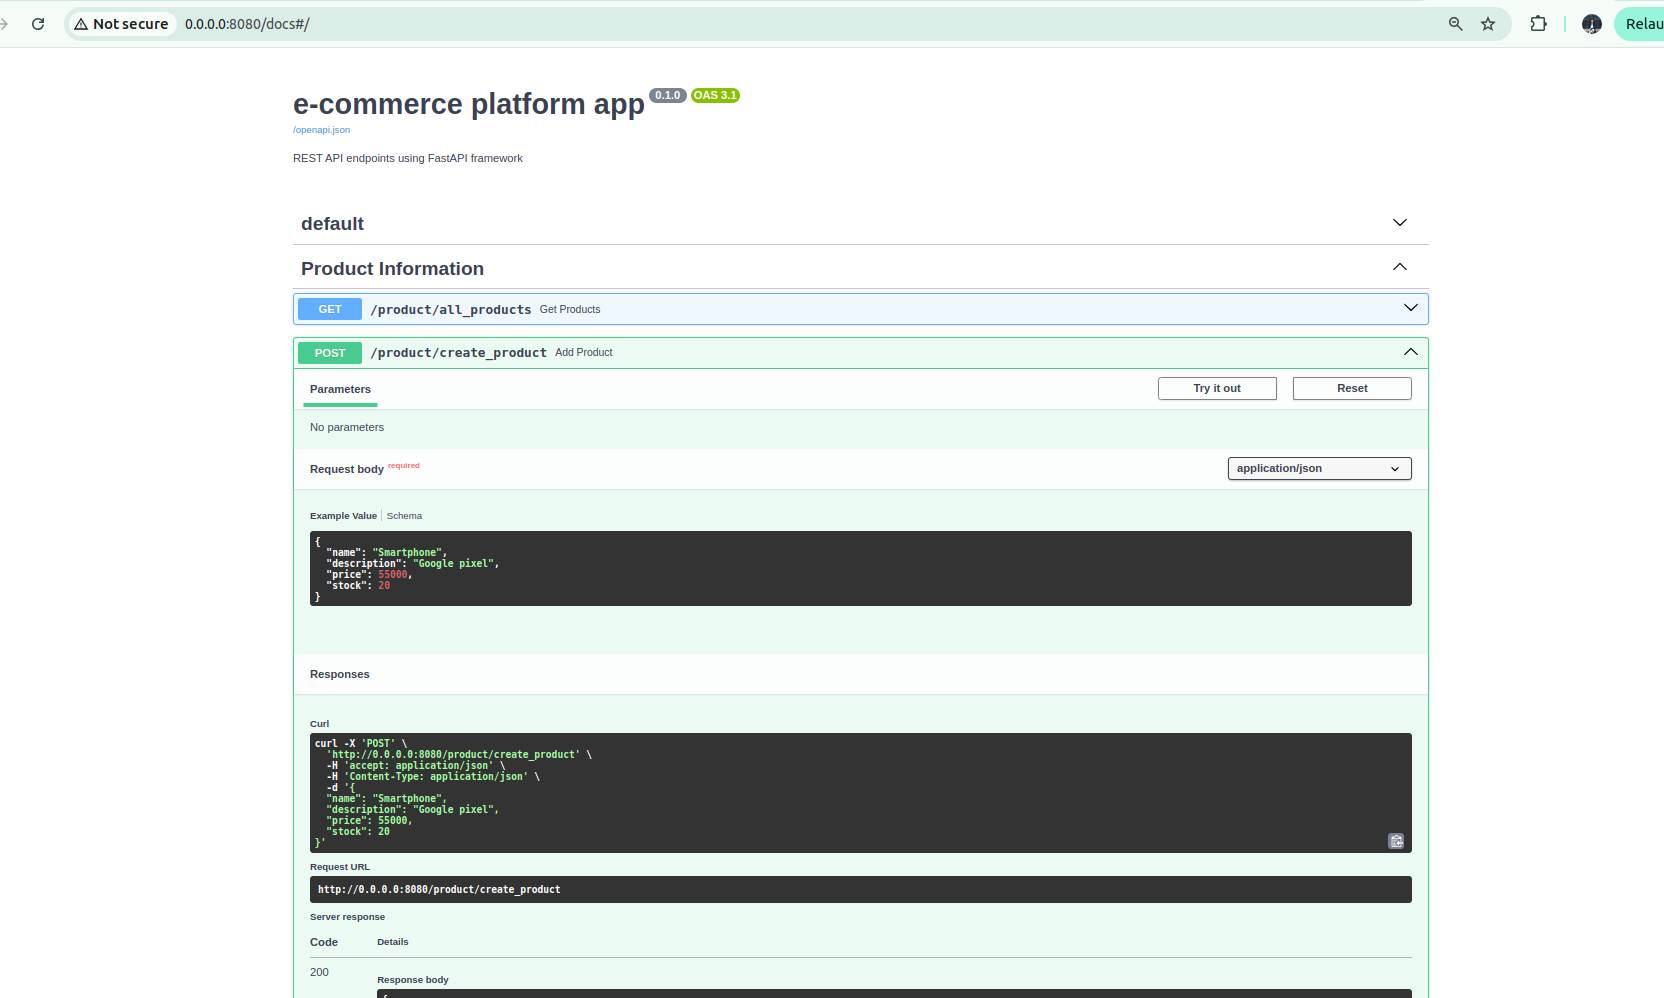 Not secure 0.0.0.0:8080/docs#/
Relau
e-commerce platform app 0.1.0 OAS 3.1
/openapi.json
REST API endpoints using FastAPI framework
default
Product Information
GET /product/all_products Get Products
POST /product/create_product Add Product
Parameters
Try it out
Reset
No parameters
Request body required
application/json
Example Value Schema
{
"name": "Smartphone",
"description": "Google pixel",
"price": 55000,
"stock": 20
}
Responses
Curl
curl -X 'POST' \
'http://0.0.0.0:8080/product/create_product' \
-H 'accept: application/json' \
-H 'Content-Type: application/json' \
-d '{
"name": "Smartphone",
"description": "Google pixel",
"price": 55000,
"stock": 20
}'
Request URL
http://0.0.0.0:8080/product/create_product
Server response
Code Details
200
Response body
{